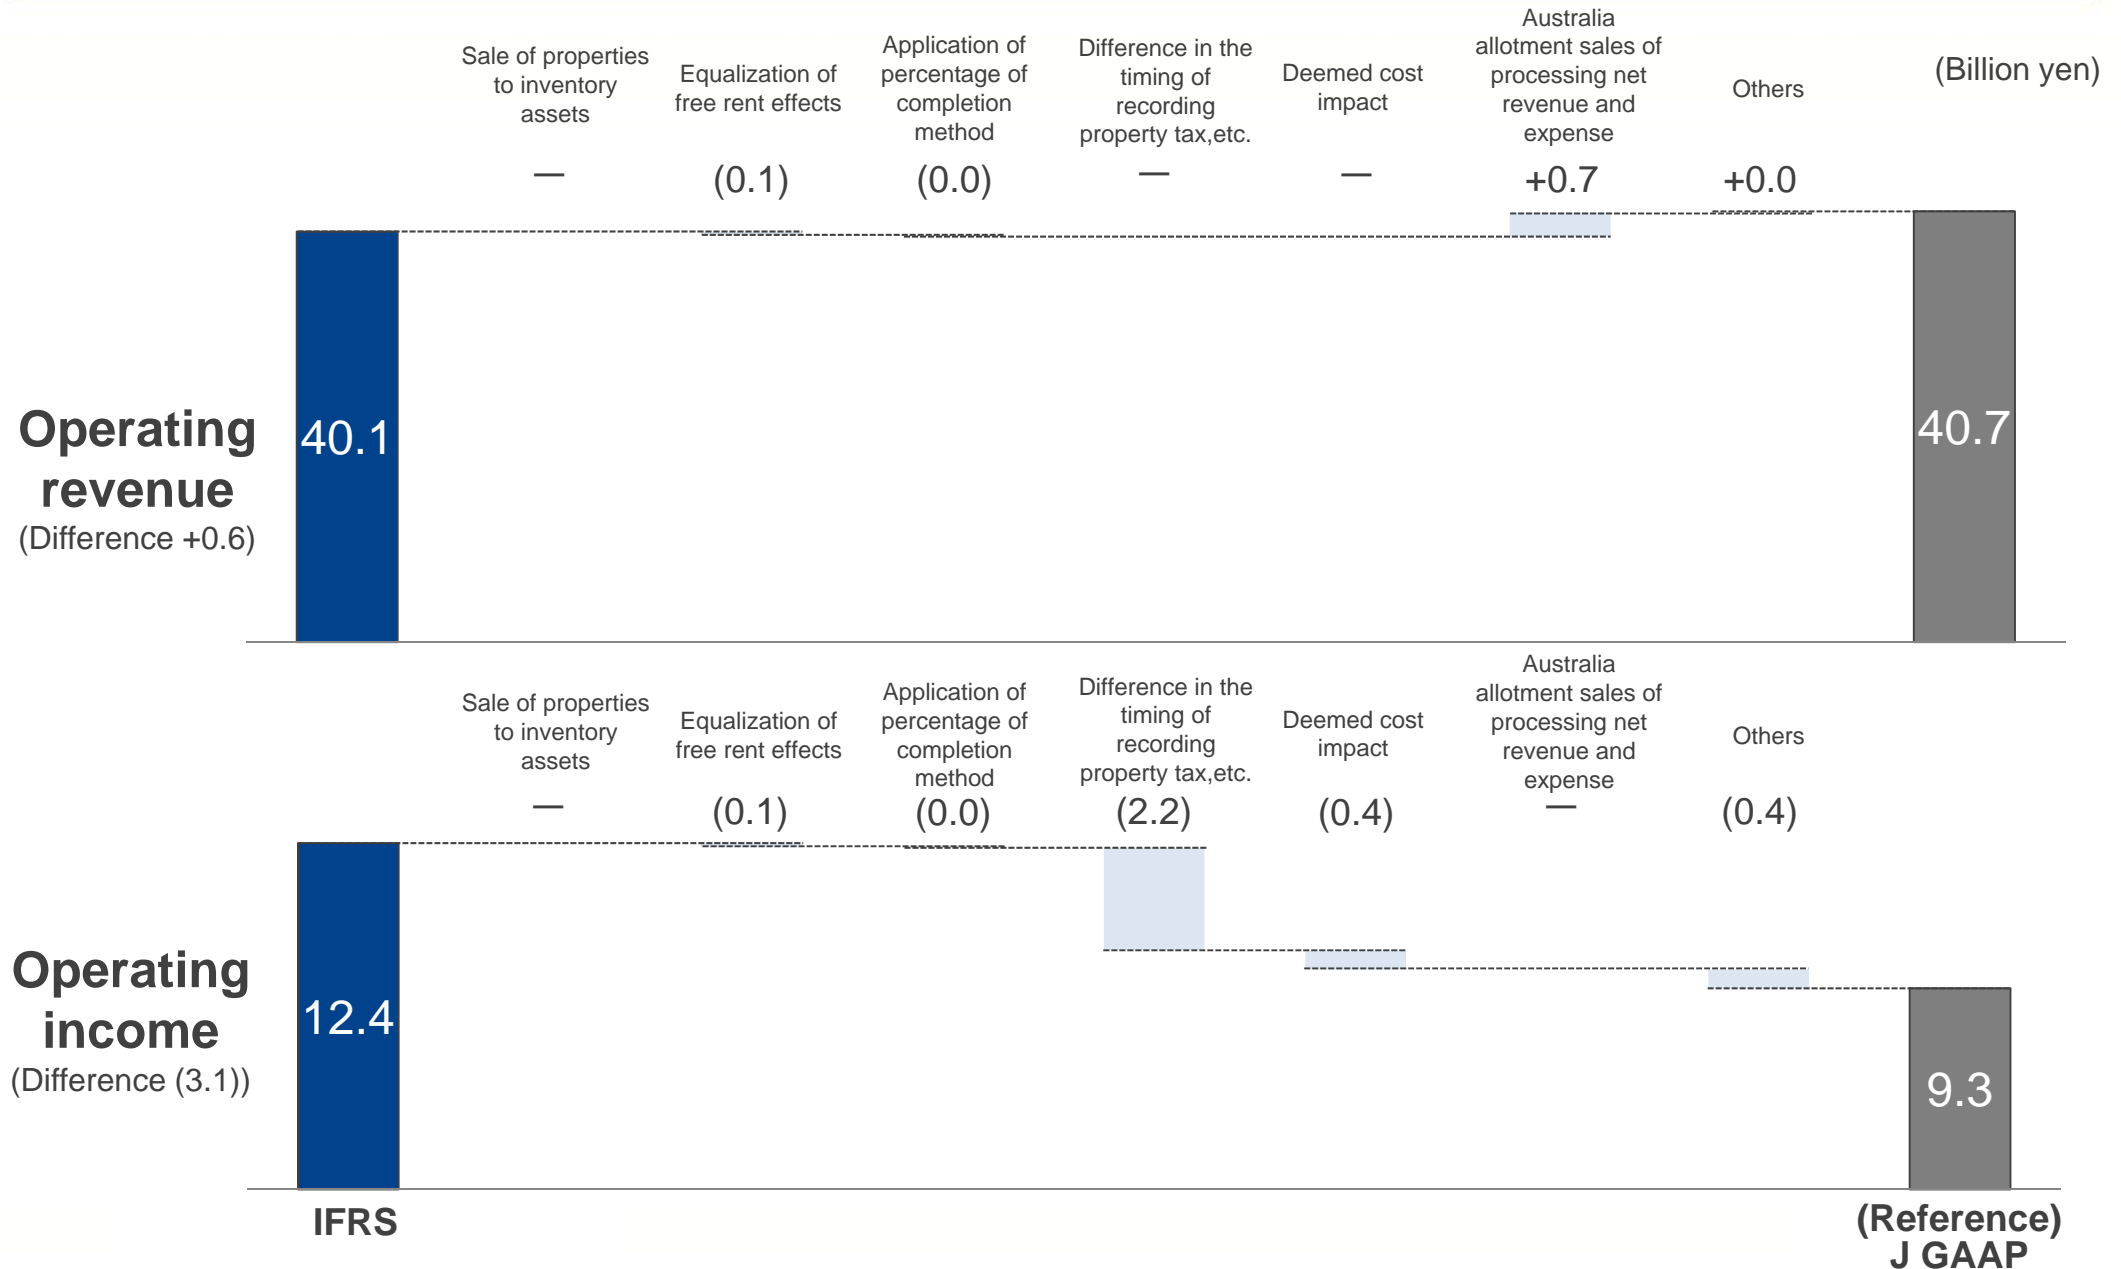 (Billion yen)
Sale of properties
to inventory
assets
Equalization of
free rent effects
Application of
percentage of
completion
method
Difference in the
timing of
recording
property tax,etc.
Deemed cost
impact
Australia
allotment sales of
processing net
revenue and
expense
Others
—
(0.1)
(0.0)
—
—
+0.7
+0.0
Operating
revenue
(Difference +0.6)
40.1
40.7
Sale of properties
to inventory
assets
Equalization of
free rent effects
Application of
percentage of
completion
method
Difference in the
timing of
recording
property tax,etc.
Deemed cost
impact
Australia
allotment sales of
processing net
revenue and
expense
Others
—
(0.1)
(0.0)
(2.2)
(0.4)
—
(0.4)
Operating
income
(Difference (3.1))
12.4
9.3
IFRS
(Reference)
J GAAP